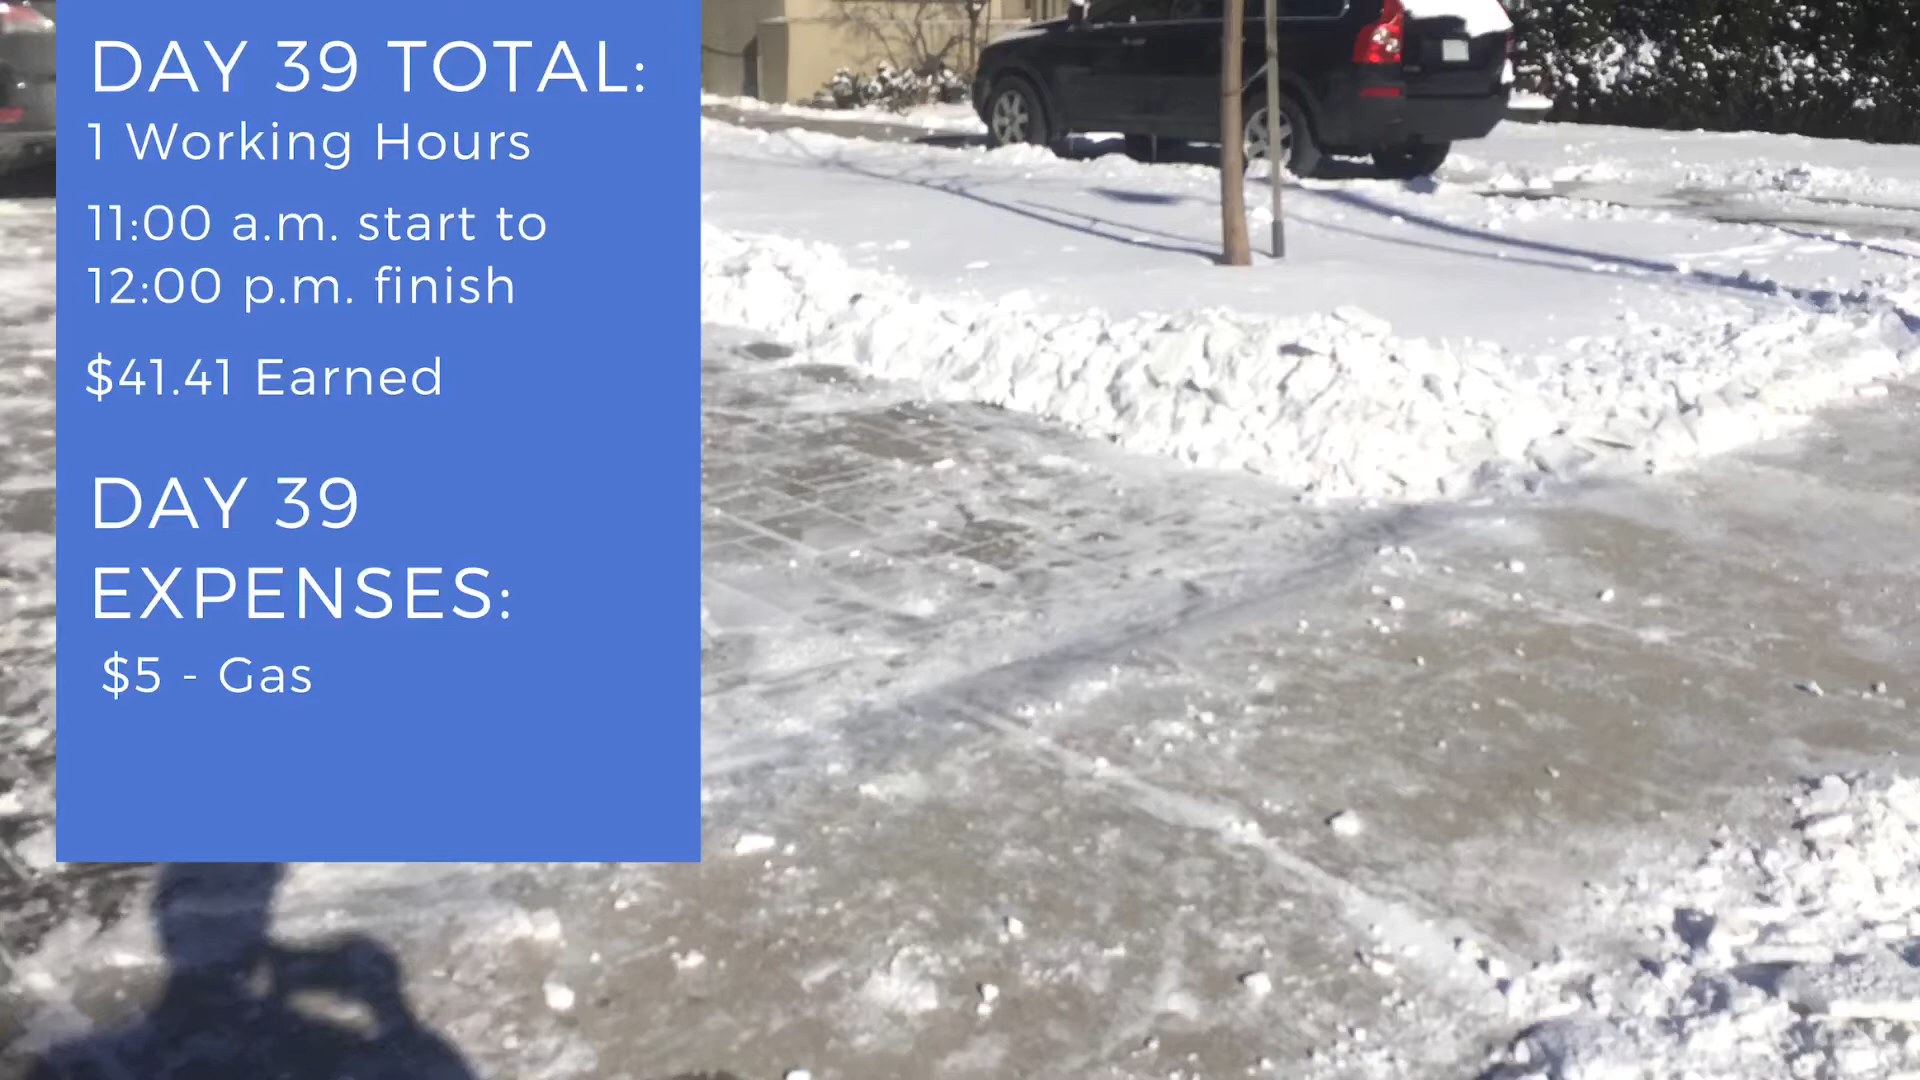 DAY 39 TOTAL:
1 Working Hours
11:00 a.m. start to
12:00 p.m. finish
$41.41 Earned
DAY 39
EXPENSES:
$5 - Gas